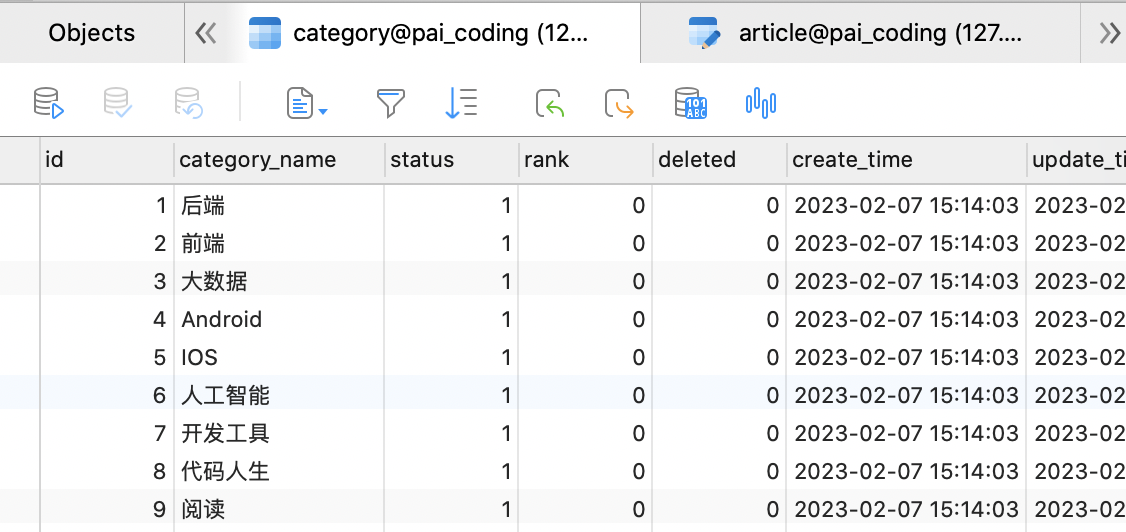 Objects category@pai_coding (12... article@pai_coding (127....
id category_name status rank deleted create_time update_ti
1 后端 1 0 0 2023-02-07 15:14:03 2023-02
2 前端 1 0 0 2023-02-07 15:14:03 2023-02
3 大数据 1 0 0 2023-02-07 15:14:03 2023-02
4 Android 1 0 0 2023-02-07 15:14:03 2023-02
5 IOS 1 0 0 2023-02-07 15:14:03 2023-02
6 人工智能 1 0 0 2023-02-07 15:14:03 2023-02
7 开发工具 1 0 0 2023-02-07 15:14:03 2023-02
8 代码人生 1 0 0 2023-02-07 15:14:03 2023-02
9 阅读 1 0 0 2023-02-07 15:14:03 2023-02